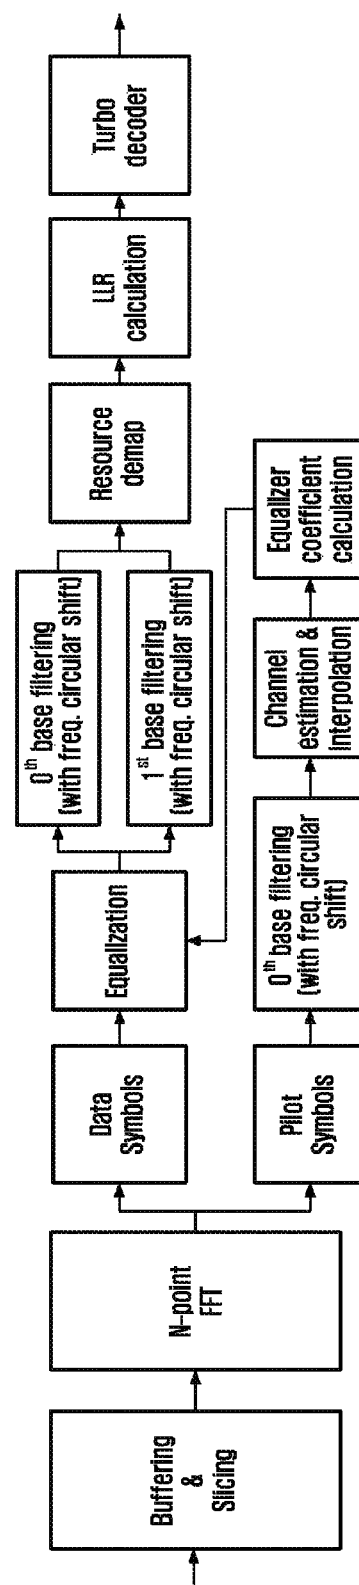 Buffering
&
Slicing
N-point
FFT
Data
Symbols
Equalization
0th base filtering
(with freq. circular shift)
1st base filtering
(with freq. circular shift)
Resource
demap
LLR
calculation
Turbo
decoder
Pilot
Symbols
0th base filtering
(with freq. circular
shift)
Channel
estimation &
interpolation
Equalizer
coefficient
calculation